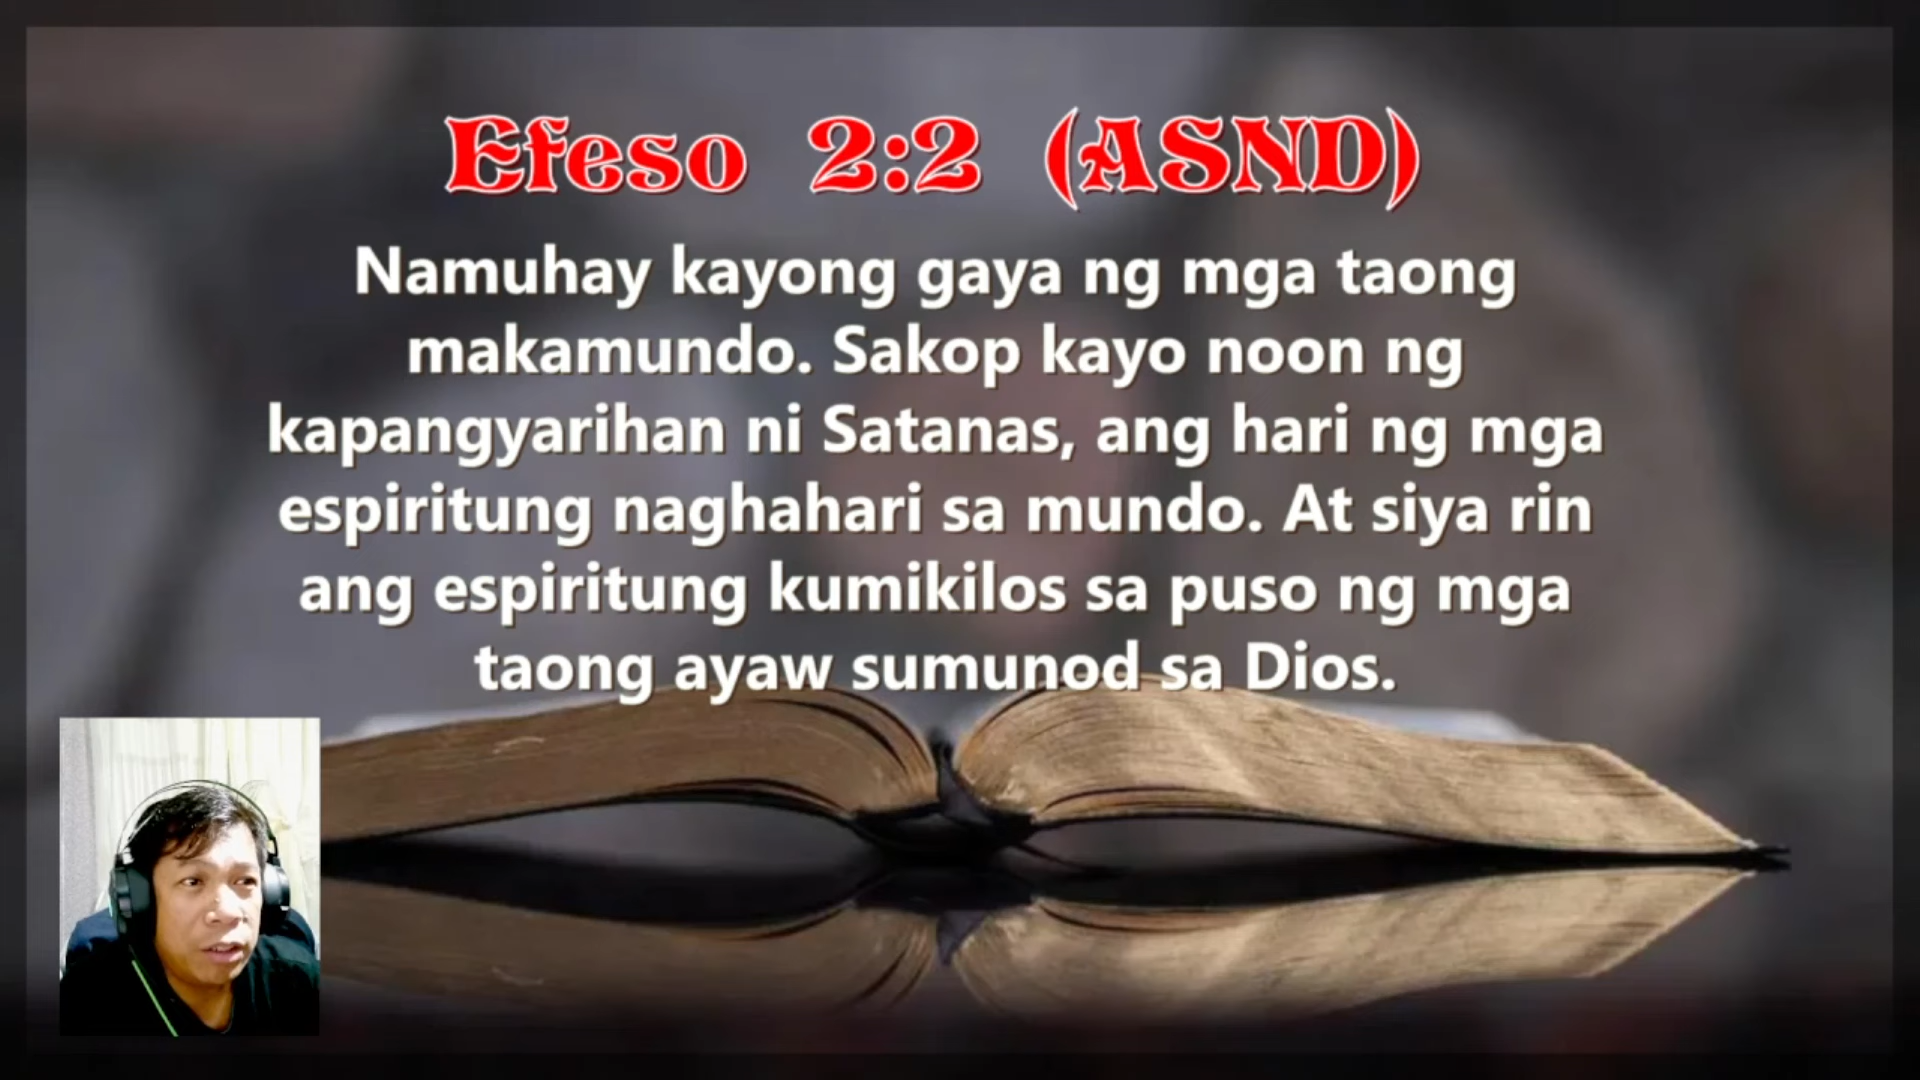 Efeso 2:2 (ASND)
Namuhay kayong gaya ng mga taong
makamundo. Sakop kayo noon ng
kapangyarihan ni Satanas, ang hari ng mga
espiritung naghahari sa mundo. At siya rin
ang espiritung kumikilos sa puso ng mga
taong ayaw sumunod sa Dios.